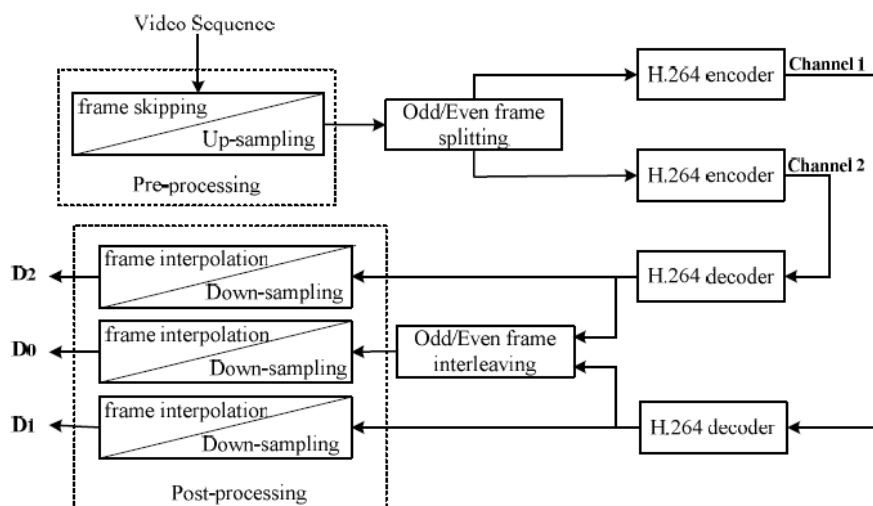 Video Sequence
frame skipping
Up-sampling
Pre-processing
Odd/Even frame
splitting
H.264 encoder
Channel 1
H.264 encoder
Channel 2
D2
frame interpolation
Down-sampling
H.264 decoder
D0
frame interpolation
Down-sampling
Odd/Even frame
interleaving
D1
frame interpolation
Down-sampling
H.264 decoder
Post-processing